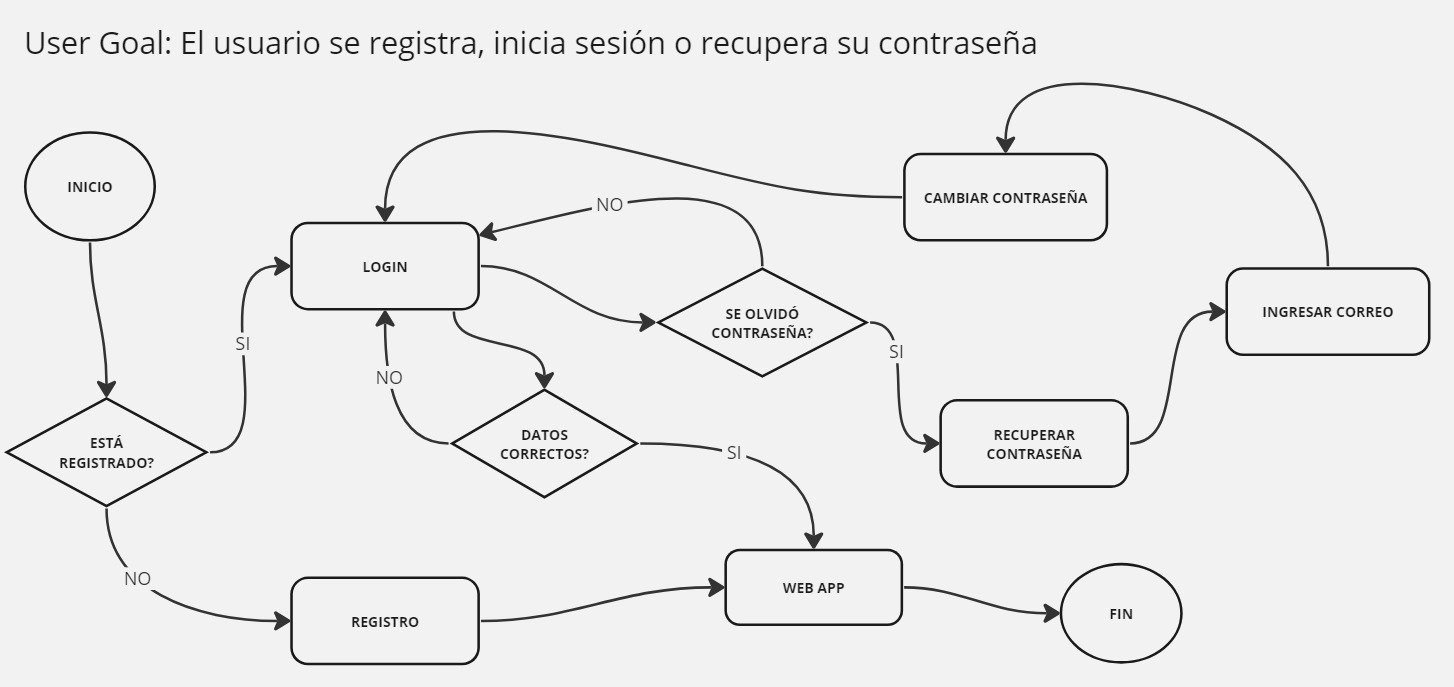 User Goal: El usuario se registra, inicia sesión o recupera su contraseña
INICIO
CAMBIAR CONTRASEÑA
NO
LOGIN
SE OLVIDÓ
CONTRASEÑA?
INGRESAR CORREO
SI
SI
NO
ESTÁ
REGISTRADO?
DATOS
CORRECTOS?
SI
RECUPERAR
CONTRASEÑA
NO
REGISTRO
WEB APP
FIN